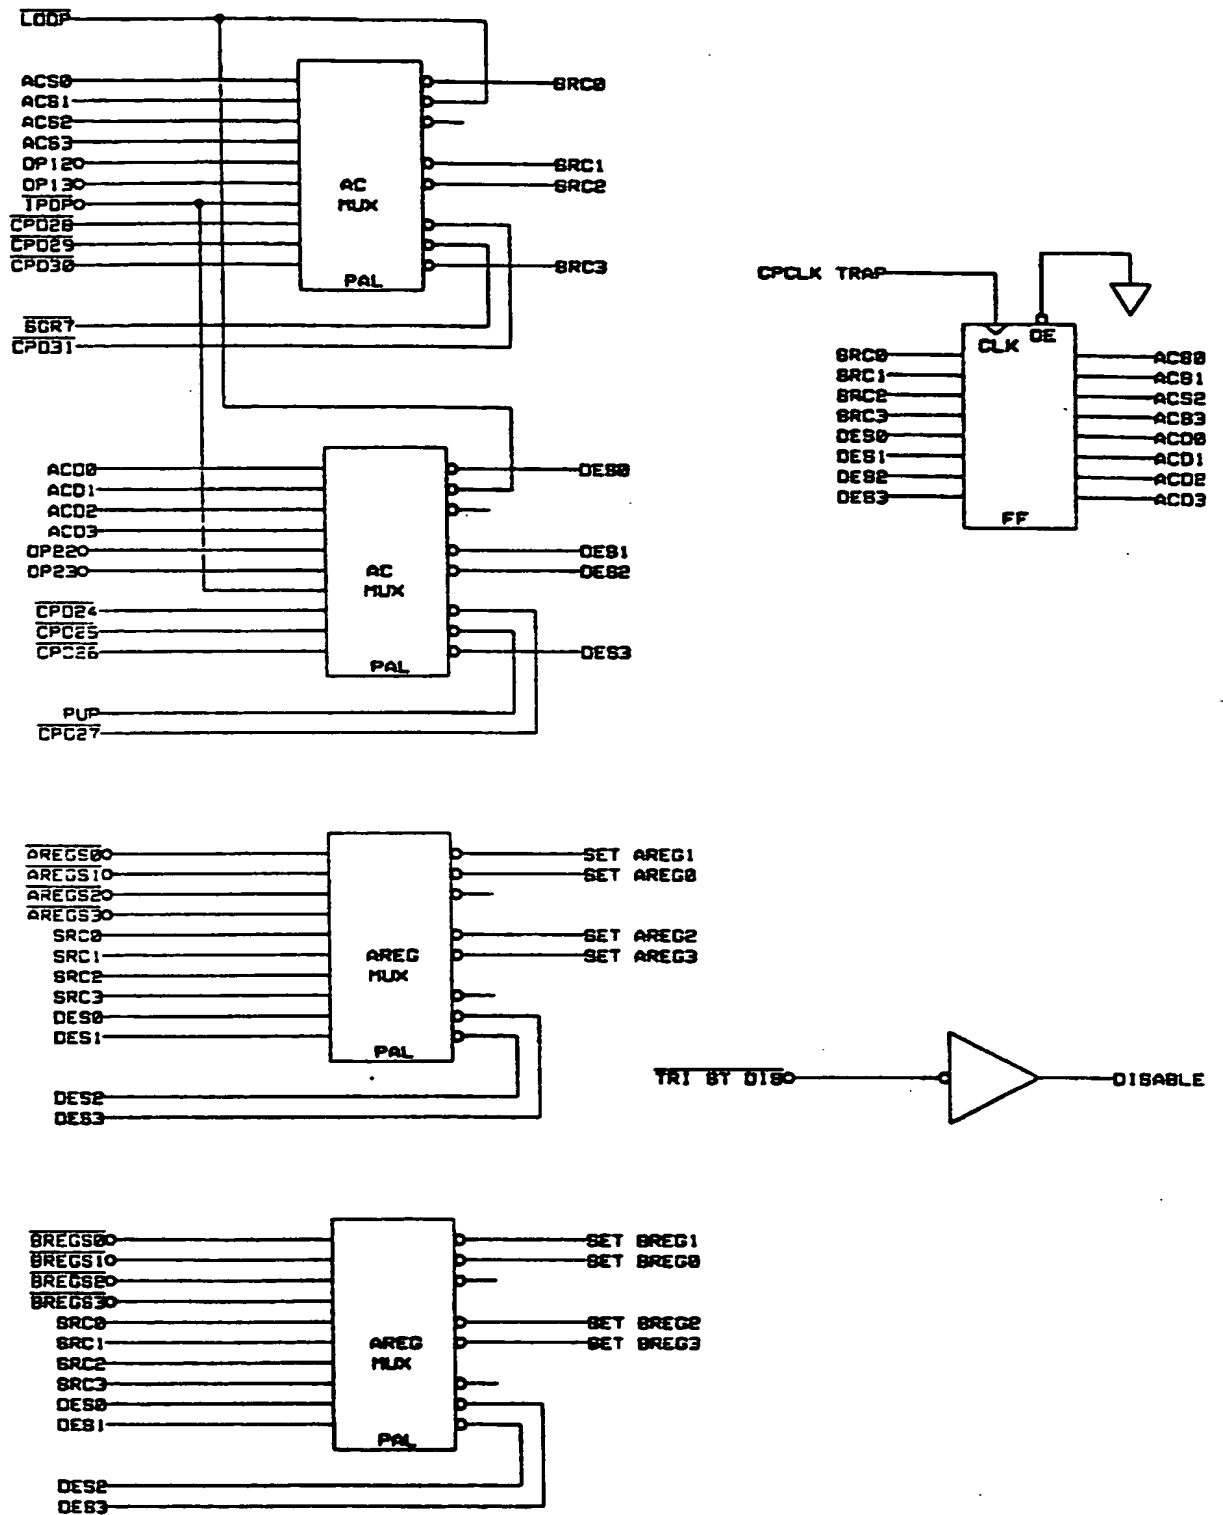 LOOP
ACS0
ACS1
ACS2
ACS3
OP12
OP13
IPOP
CPD28
CPD29
CPD30
AC
MUX
PAL
SRC0
SRC1
SRC2
SRC3
SCR7
CPD31
CPCLK TRAP
CLK
OE
SRC0
SRC1
SRC2
SRC3
DES0
DES1
DES2
DES3
FF
ACS0
ACS1
ACS2
ACS3
ACD0
ACD1
ACD2
ACD3
ACD0
ACD1
ACD2
ACD3
OP22
OP23
CPD24
CPD25
CPD26
AC
MUX
PAL
DES0
DES1
DES2
DES3
PUP
CPD27
AREGS0
AREGS1
AREGS2
AREGS3
SRC0
SRC1
SRC2
SRC3
DES0
DES1
AREG
MUX
PAL
SET AREG1
SET AREG0
SET AREG2
SET AREG3
DES2
DES3
TRI BY DIS
DISABLE
BREGS0
BREGS1
BREGS2
BREGS3
SRC0
SRC1
SRC2
SRC3
DES0
DES1
AREG
MUX
PAL
SET BREG1
SET BREG0
SET BREG2
SET BREG3
DES2
DES3